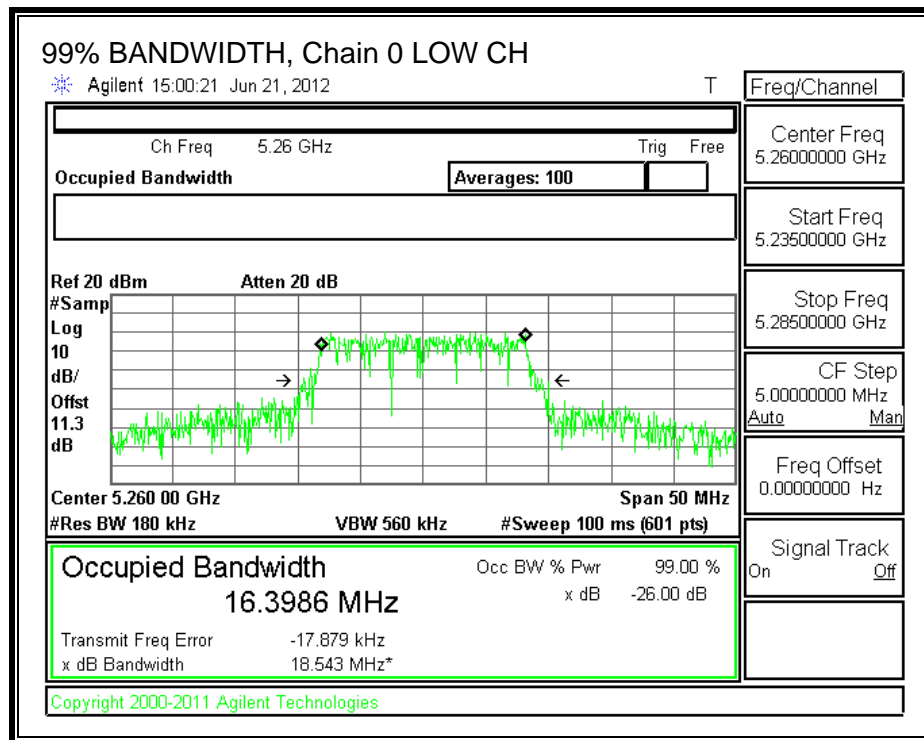 99% BANDWIDTH, Chain 0 LOW CH
Agilent 15:00:21 Jun 21, 2012 T
Freq/Channel
Ch Freq 5.26 GHz Trig Free
Occupied Bandwidth Averages: 100
Center Freq
5.26000000 GHz
Start Freq
5.23500000 GHz
Stop Freq
5.28500000 GHz
CF Step
5.00000000 MHz
Auto Man
Freq Offset
0.00000000 Hz
Signal Track
On Off
Ref 20 dBm Atten 20 dB
#Samp
Log
10
dB/
Offst
11.3
dB
Center 5.260 00 GHz Span 50 MHz
#Res BW 180 kHz VBW 560 kHz #Sweep 100 ms (601 pts)
Occupied Bandwidth Occ BW % Pwr 99.00 %
16.3986 MHz x dB -26.00 dB
Transmit Freq Error -17.879 kHz
x dB Bandwidth 18.543 MHz*
Copyright 2000-2011 Agilent Technologies